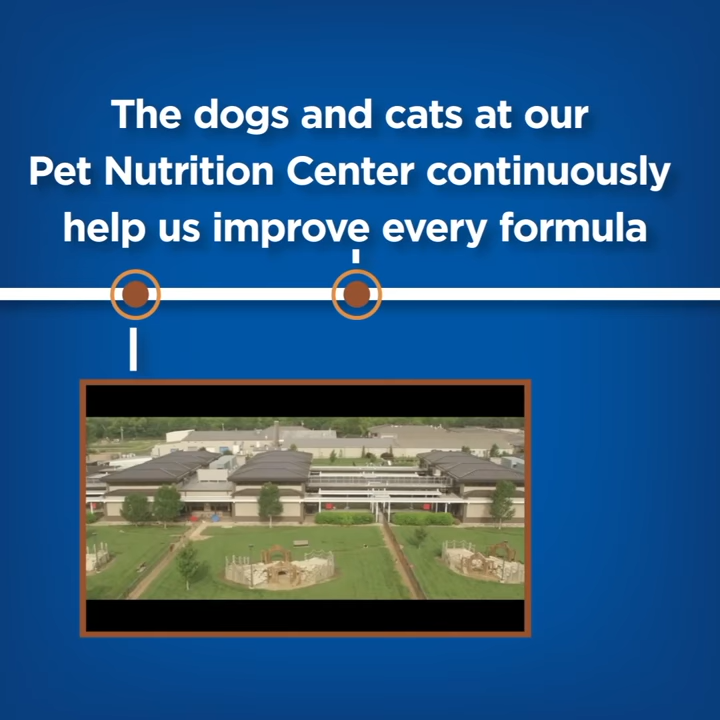 The dogs and cats at our
Pet Nutrition Center continuously
help us improve every formula